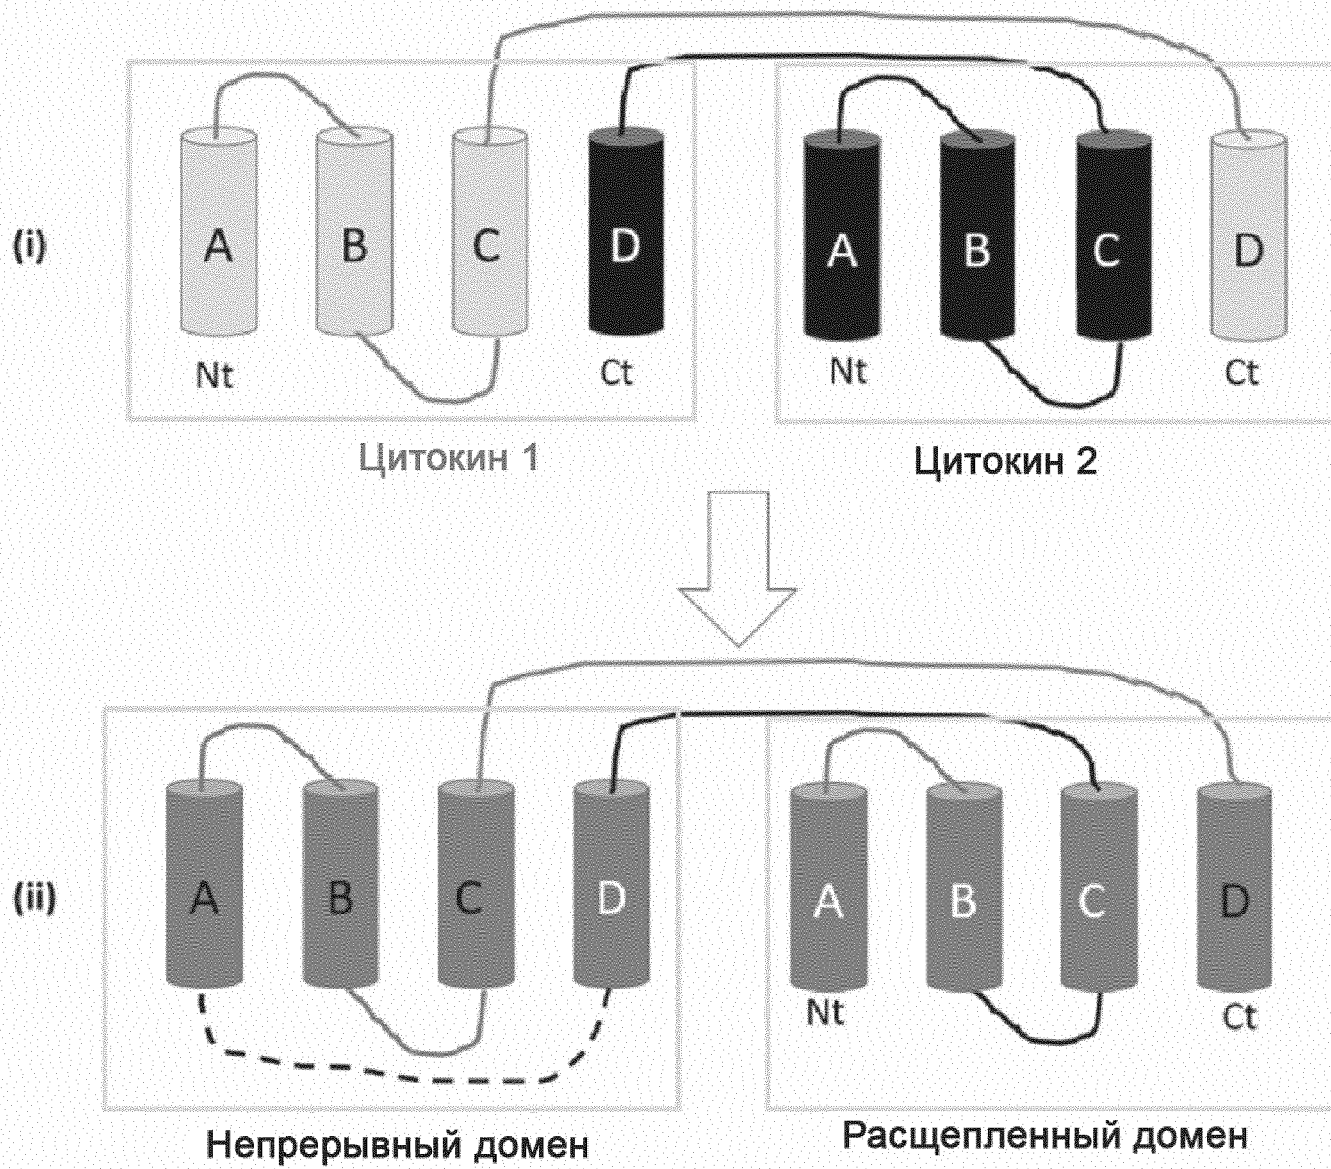 (i)
A B C D A B C D
Nt Ct Nt Ct
Цитокин 1 Цитокин 2
(ii)
A B C D A B C D
Nt Ct
Непрерывный домен Расщепленный домен